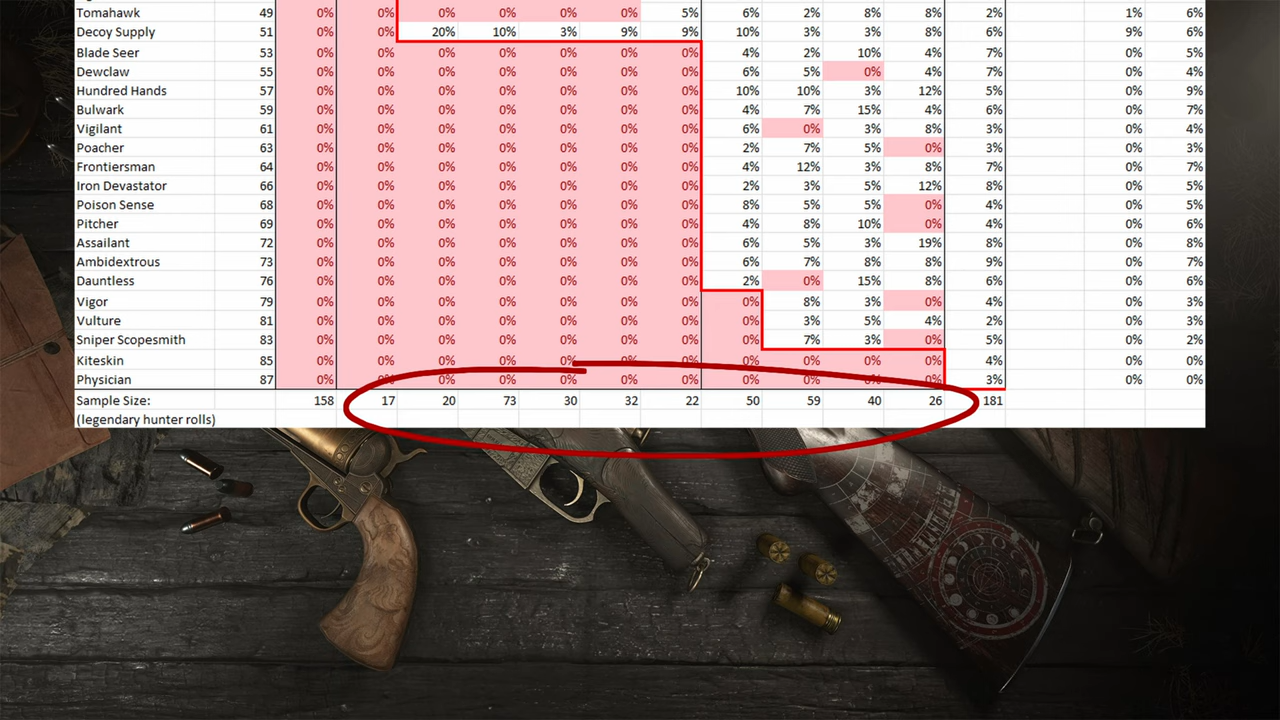 Tomahawk 49 0% 0% 0% 0% 0% 0% 5% 6% 2% 8% 8% 2% 1% 6%
Decoy Supply 51 0% 0% 20% 10% 3% 9% 9% 10% 3% 3% 8% 6% 9% 6%
Blade Seer 53 0% 0% 0% 0% 0% 0% 0% 4% 2% 10% 4% 7% 0% 5%
Dewclaw 55 0% 0% 0% 0% 0% 0% 0% 6% 5% 0% 4% 7% 0% 4%
Hundred Hands 57 0% 0% 0% 0% 0% 0% 0% 10% 10% 3% 12% 5% 0% 9%
Bulwark 59 0% 0% 0% 0% 0% 0% 0% 4% 7% 15% 4% 6% 0% 7%
Vigilant 61 0% 0% 0% 0% 0% 0% 0% 6% 0% 3% 8% 3% 0% 4%
Poacher 63 0% 0% 0% 0% 0% 0% 0% 2% 7% 5% 0% 3% 0% 3%
Frontiersman 64 0% 0% 0% 0% 0% 0% 0% 4% 12% 3% 8% 7% 0% 7%
Iron Devastator 66 0% 0% 0% 0% 0% 0% 0% 2% 3% 5% 12% 8% 0% 5%
Poison Sense 68 0% 0% 0% 0% 0% 0% 0% 8% 5% 5% 0% 4% 0% 5%
Pitcher 69 0% 0% 0% 0% 0% 0% 0% 4% 8% 10% 0% 4% 0% 6%
Assailant 72 0% 0% 0% 0% 0% 0% 0% 6% 5% 3% 19% 8% 0% 8%
Ambidextrous 73 0% 0% 0% 0% 0% 0% 0% 6% 7% 8% 8% 9% 0% 7%
Dauntless 76 0% 0% 0% 0% 0% 0% 0% 2% 0% 15% 8% 6% 0% 6%
Vigor 79 0% 0% 0% 0% 0% 0% 0% 0% 8% 3% 0% 4% 0% 3%
Vulture 81 0% 0% 0% 0% 0% 0% 0% 0% 3% 5% 4% 2% 0% 3%
Sniper Scopesmith 83 0% 0% 0% 0% 0% 0% 0% 0% 7% 3% 0% 5% 0% 2%
Kiteskin 85 0% 0% 0% 0% 0% 0% 0% 0% 0% 0% 0% 4% 0% 0%
Physician 87 0% 0% 0% 0% 0% 0% 0% 0% 0% 0% 0% 3% 0% 0%
Sample Size: 158 17 20 73 30 32 22 50 59 40 26 181
(legendary hunter rolls)